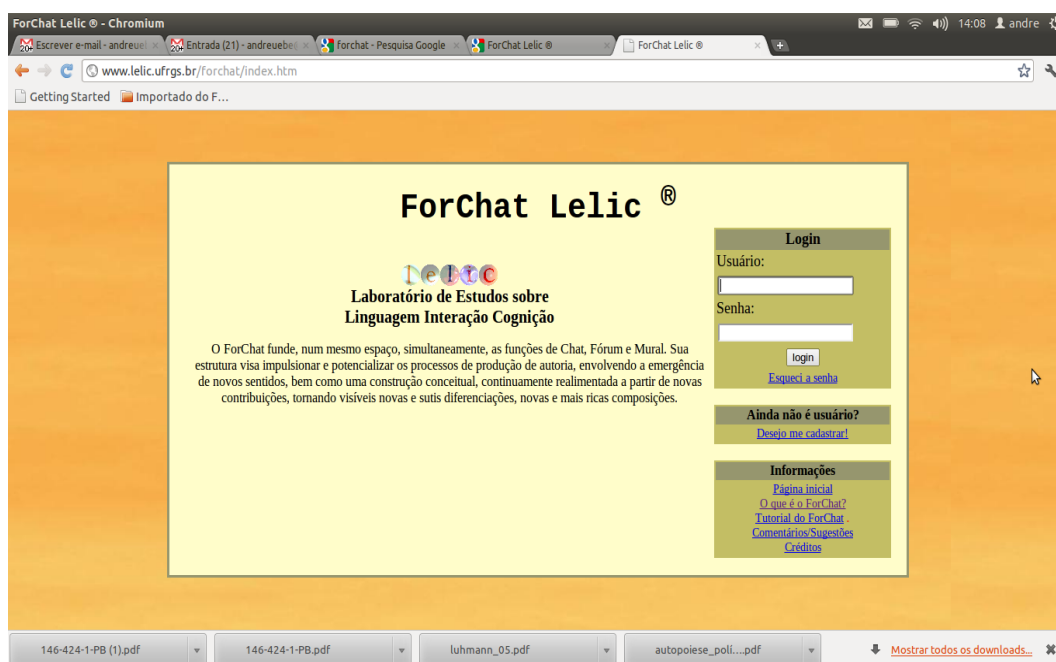 ForChat Lelic ® - Chromium
14:08 andre
Escrever e-mail - andreuel
Entrada (21) - andreuebe
forchat - Pesquisa Google
ForChat Lelic ®
ForChat Lelic ®
www.lelic.ufrgs.br/forchat/index.htm
Getting Started
Importado do F...
ForChat Lelic ®
lelic
Laboratório de Estudos sobre
Linguagem Interação Cognição
O ForChat funde, num mesmo espaço, simultaneamente, as funções de Chat, Fórum e Mural. Sua
estrutura visa impulsionar e potencializar os processos de produção de autoria, envolvendo a emergência
de novos sentidos, bem como uma construção conceitual, continuamente realimentada a partir de novas
contribuições, tornando visíveis novas e sutis diferenciações, novas e mais ricas composições.
Login
Usuário:
Senha:
login
Esqueci a senha
Ainda não é usuário?
Desejo me cadastrar!
Informações
Página inicial
O que é o ForChat?
Tutorial do ForChat .
Comentários/Sugestões
Créditos
146-424-1-PB (1).pdf
146-424-1-PB.pdf
luhmann_05.pdf
autopoiese_poli....pdf
Mostrar todos os downloads...